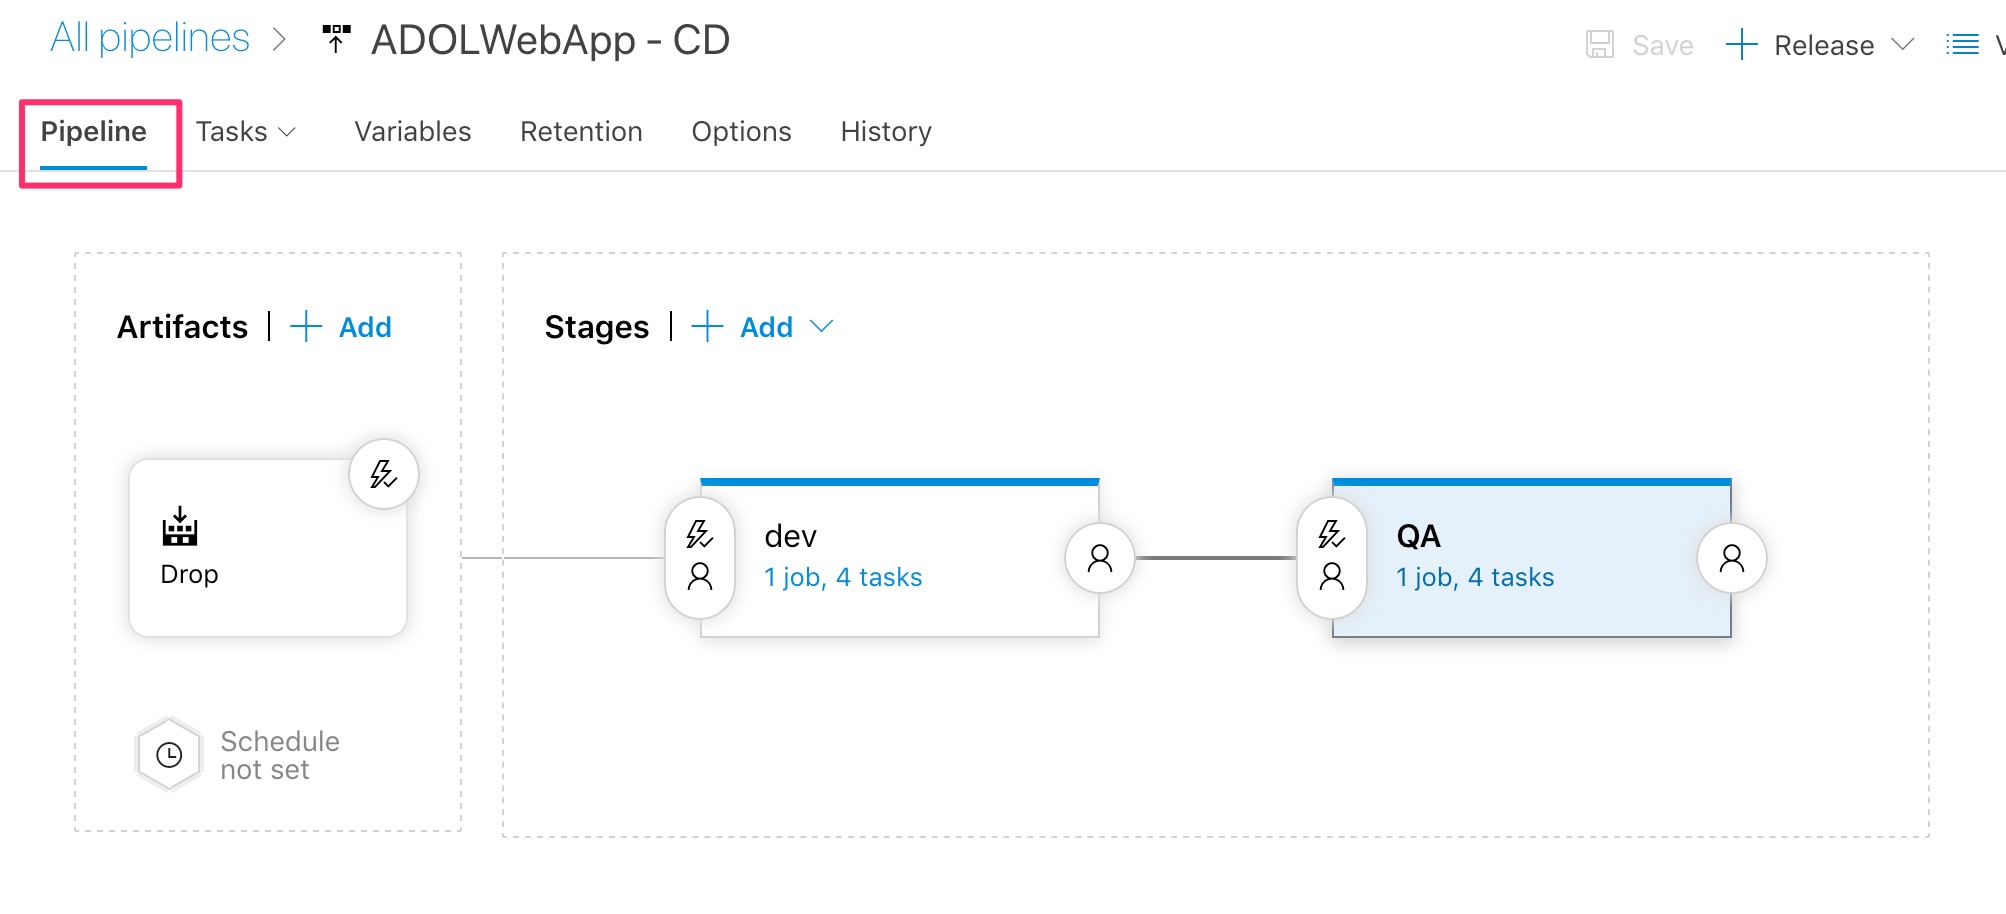 All pipelines
ADOLWebApp - CD
Save
Release
Pipeline
Tasks
Variables
Retention
Options
History
Artifacts
Add
Stages
Add
Drop
dev
1 job, 4 tasks
QA
1 job, 4 tasks
Schedule
not set